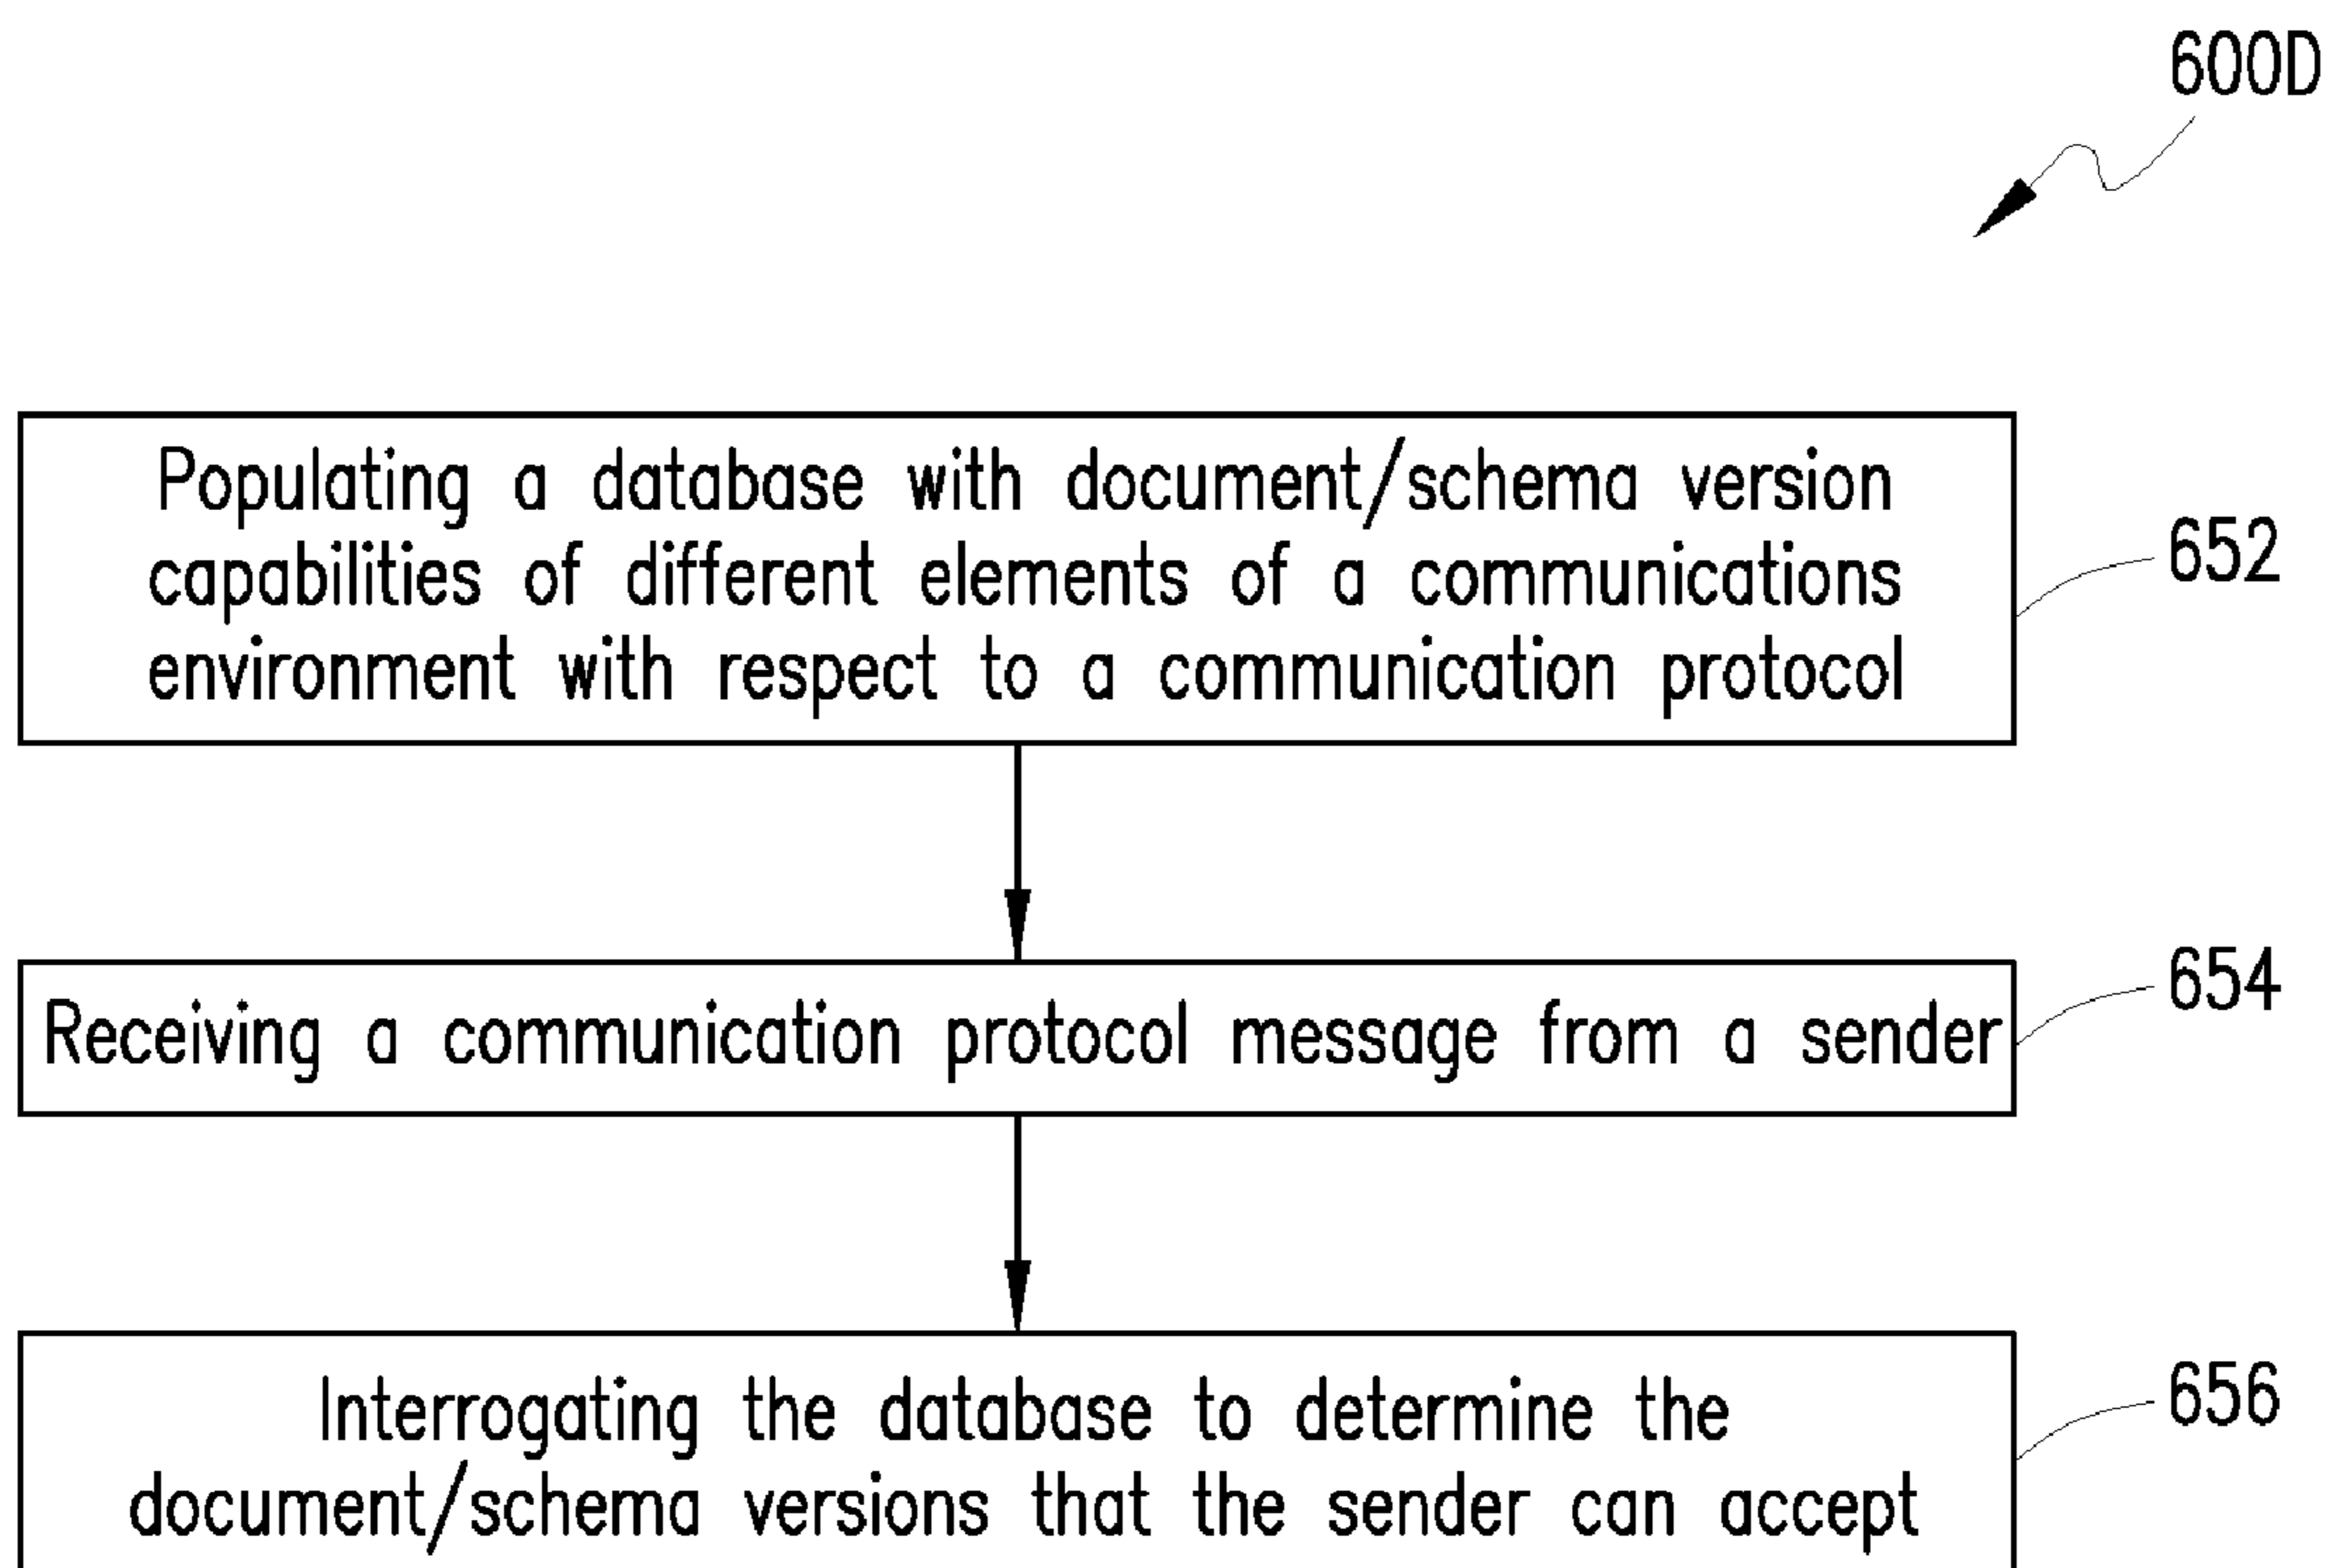 600D
Populating a database with document/schema version
capabilities of different elements of a communications
environment with respect to a communication protocol
652
Receiving a communication protocol message from a sender
654
Interrogating the database to determine the
document/schema versions that the sender can accept
656